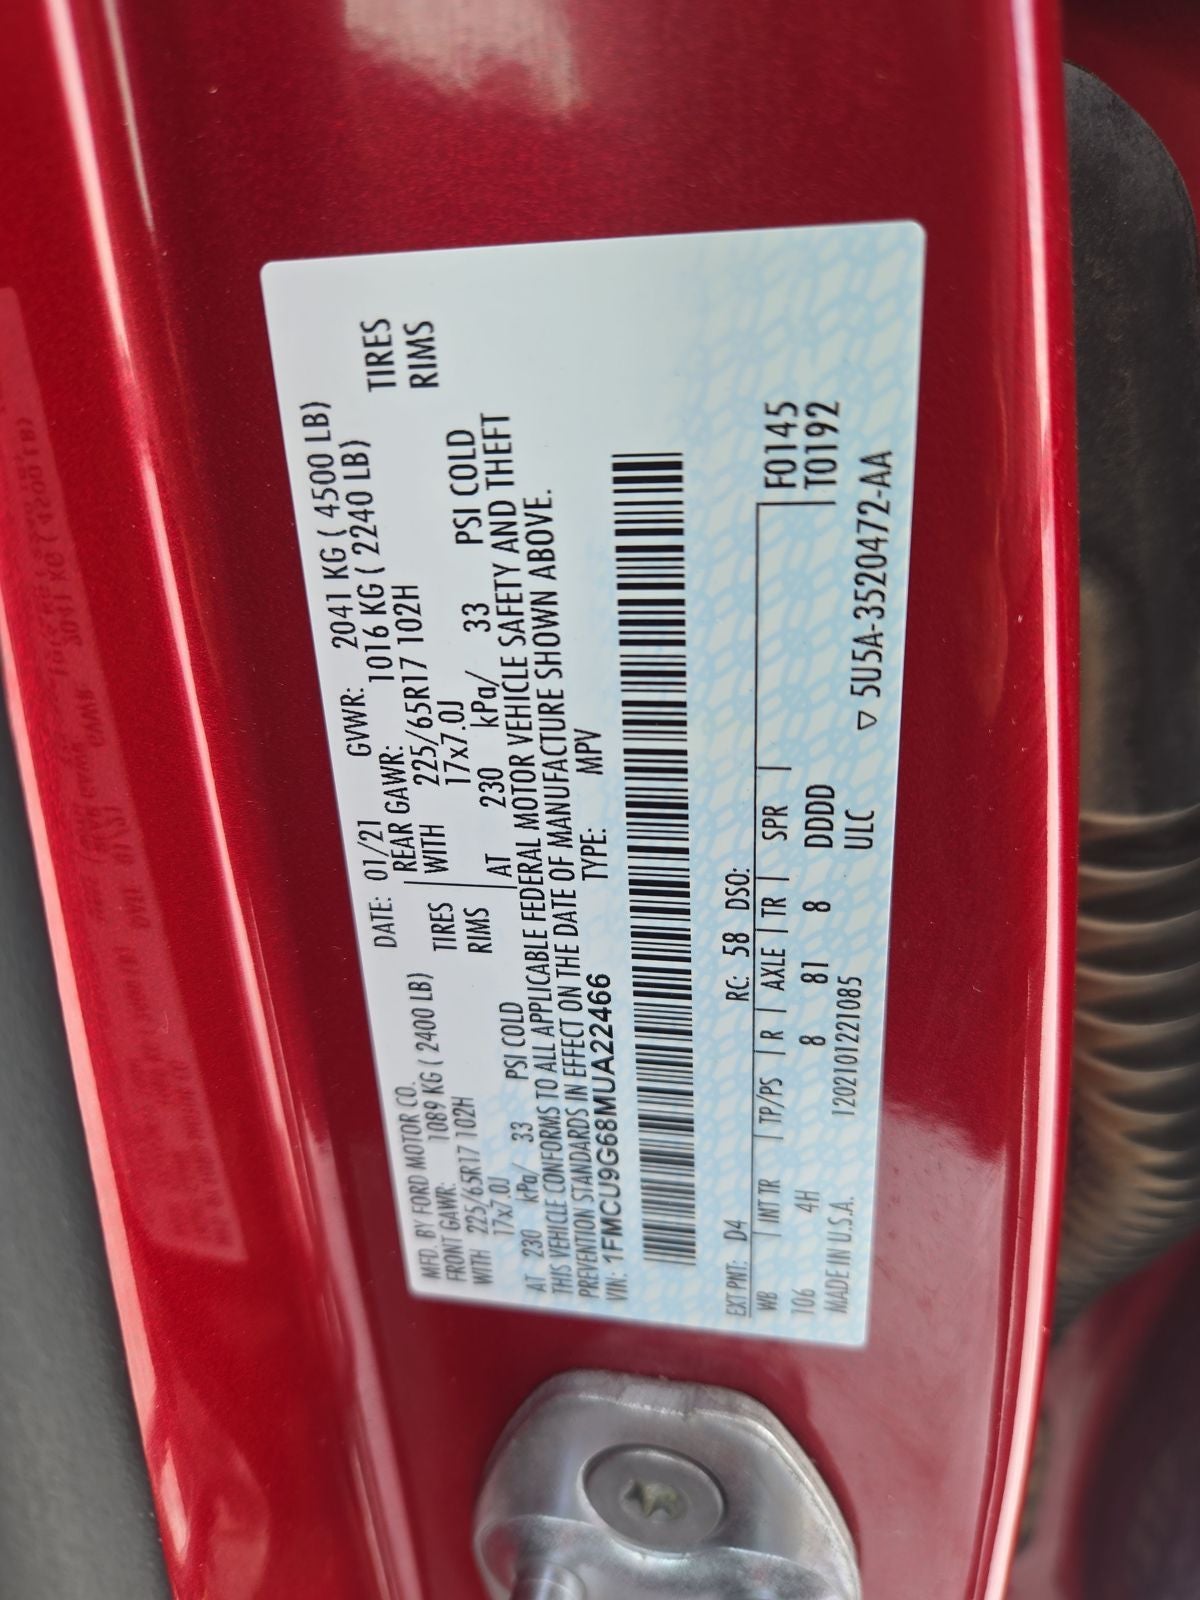 MFD. BY FORD MOTOR CO.
DATE: 01/21 GVWR: 2041 KG ( 4500 LB)
FRONT GAWR: 1089 KG ( 2400 LB) REAR GAWR: 1016 KG ( 2240 LB)
WITH 225/65R17 102H TIRES WITH 225/65R17 102H TIRES
17x7.0J RIMS 17x7.0J RIMS
AT 230 kPa/ 33 PSI COLD AT 230 kPa/ 33 PSI COLD
THIS VEHICLE CONFORMS TO ALL APPLICABLE FEDERAL MOTOR VEHICLE SAFETY AND THEFT
PREVENTION STANDARDS IN EFFECT ON THE DATE OF MANUFACTURE SHOWN ABOVE.
VIN: 1FMCU9G68MUA22466 TYPE: MPV
EXT PNT: D4 RC: 58 DSO:
WB | INT TR | TP/PS | R | AXLE | TR | SPR | F0145
106 4H 8 81 8 DDDD T0192
MADE IN U.S.A. 120210122108​5 ULC ▽ 5U5A-3520472-AA